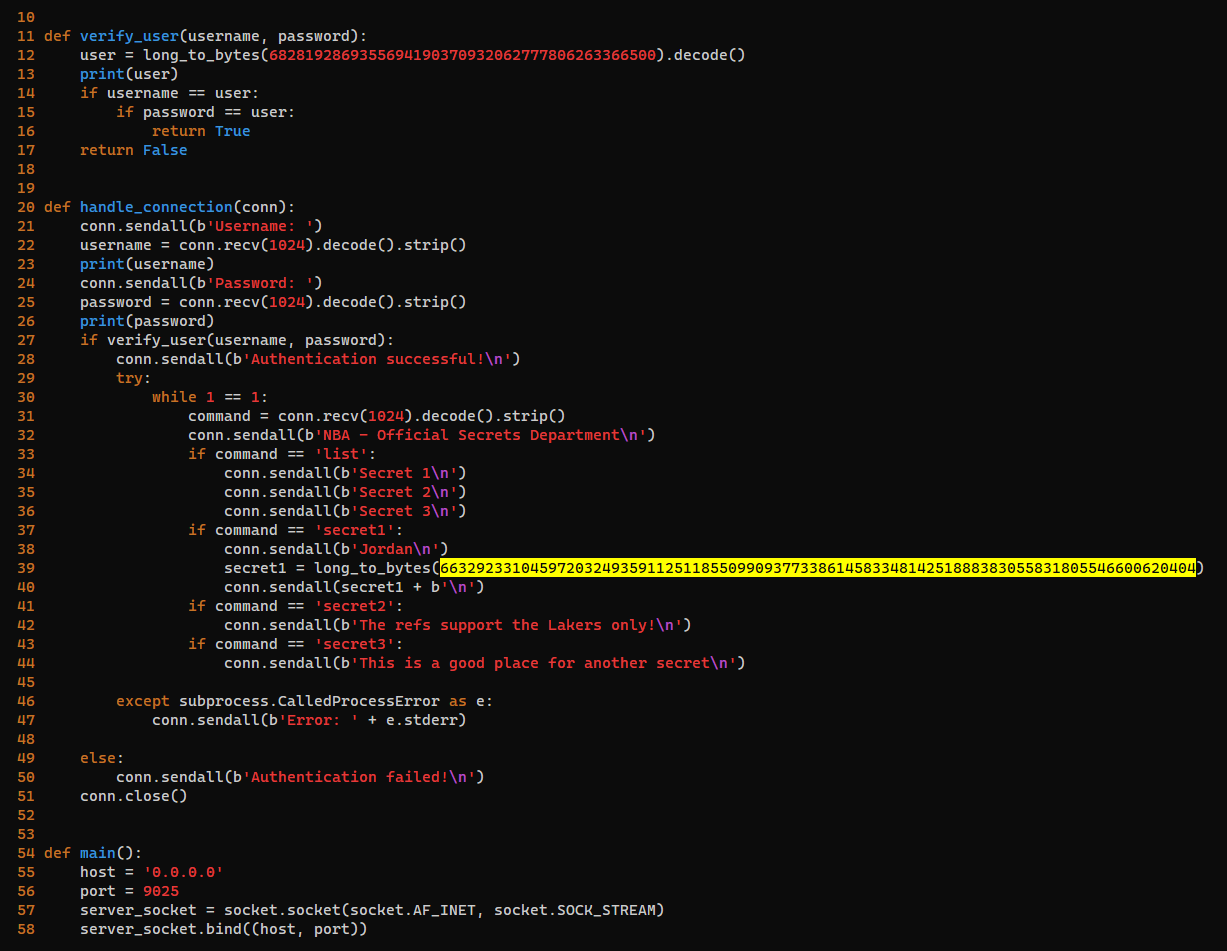 10
11 def verify_user(username, password):
12     user = long_to_bytes(6828192869355694190370932062777806263366500).decode()
13     print(user)
14     if username == user:
15         if password == user:
16             return True
17     return False
18
19
20 def handle_connection(conn):
21     conn.sendall(b'Username: ')
22     username = conn.recv(1024).decode().strip()
23     print(username)
24     conn.sendall(b'Password: ')
25     password = conn.recv(1024).decode().strip()
26     print(password)
27     if verify_user(username, password):
28         conn.sendall(b'Authentication successful!\n')
29         try:
30             while 1 == 1:
31                 command = conn.recv(1024).decode().strip()
32                 conn.sendall(b'NBA - Official Secrets Department\n')
33                 if command == 'list':
34                     conn.sendall(b'Secret 1\n')
35                     conn.sendall(b'Secret 2\n')
36                     conn.sendall(b'Secret 3\n')
37                 if command == 'secret1':
38                     conn.sendall(b'Jordan\n')
39                     secret1 = long_to_bytes(663292331045972032493591125118550990937733861458334814251888383055831805546600620404)
40                     conn.sendall(secret1 + b'\n')
41                 if command == 'secret2':
42                     conn.sendall(b'The refs support the Lakers only!\n')
43                 if command == 'secret3':
44                     conn.sendall(b'This is a good place for another secret\n')
45
46         except subprocess.CalledProcessError as e:
47             conn.sendall(b'Error: ' + e.stderr)
48
49     else:
50         conn.sendall(b'Authentication failed!\n')
51     conn.close()
52
53
54 def main():
55     host = '0.0.0.0'
56     port = 9025
57     server_socket = socket.socket(socket.AF_INET, socket.SOCK_STREAM)
58     server_socket.bind((host, port))